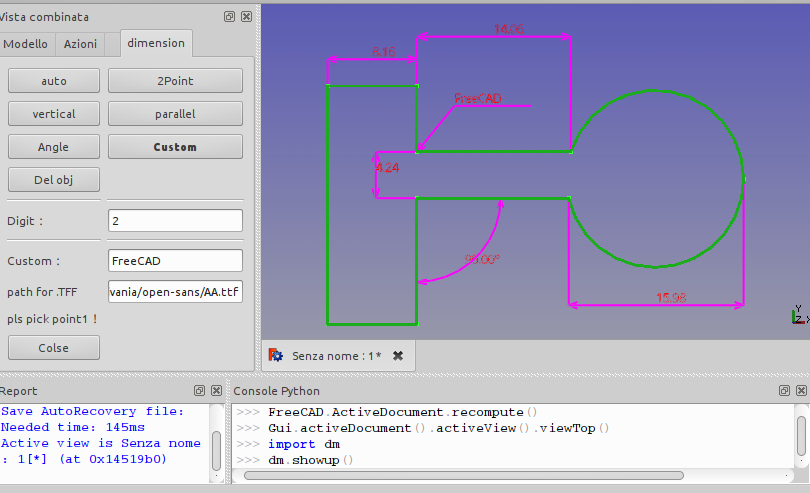 Vista combinata
Modello
Azioni
dimension
auto
2Point
vertical
parallel
Angle
Custom
Del obj
Digit :
2
Custom :
FreeCAD
path for .TFF
vania/open-sans/AA.ttf
pls pick point1 !
Colse
8.16
14.06
FreeCAD
4.24
90.00°
15.96
Y
Z
X
Senza nome : 1*
Report
Save AutoRecovery file:
Needed time: 145ms
Active view is Senza nome
: 1[*] (at 0x14519b0)
Console Python
>>> FreeCAD.ActiveDocument.recompute()
>>> Gui.activeDocument().activeView().viewTop()
>>> import dm
>>> dm.showup()